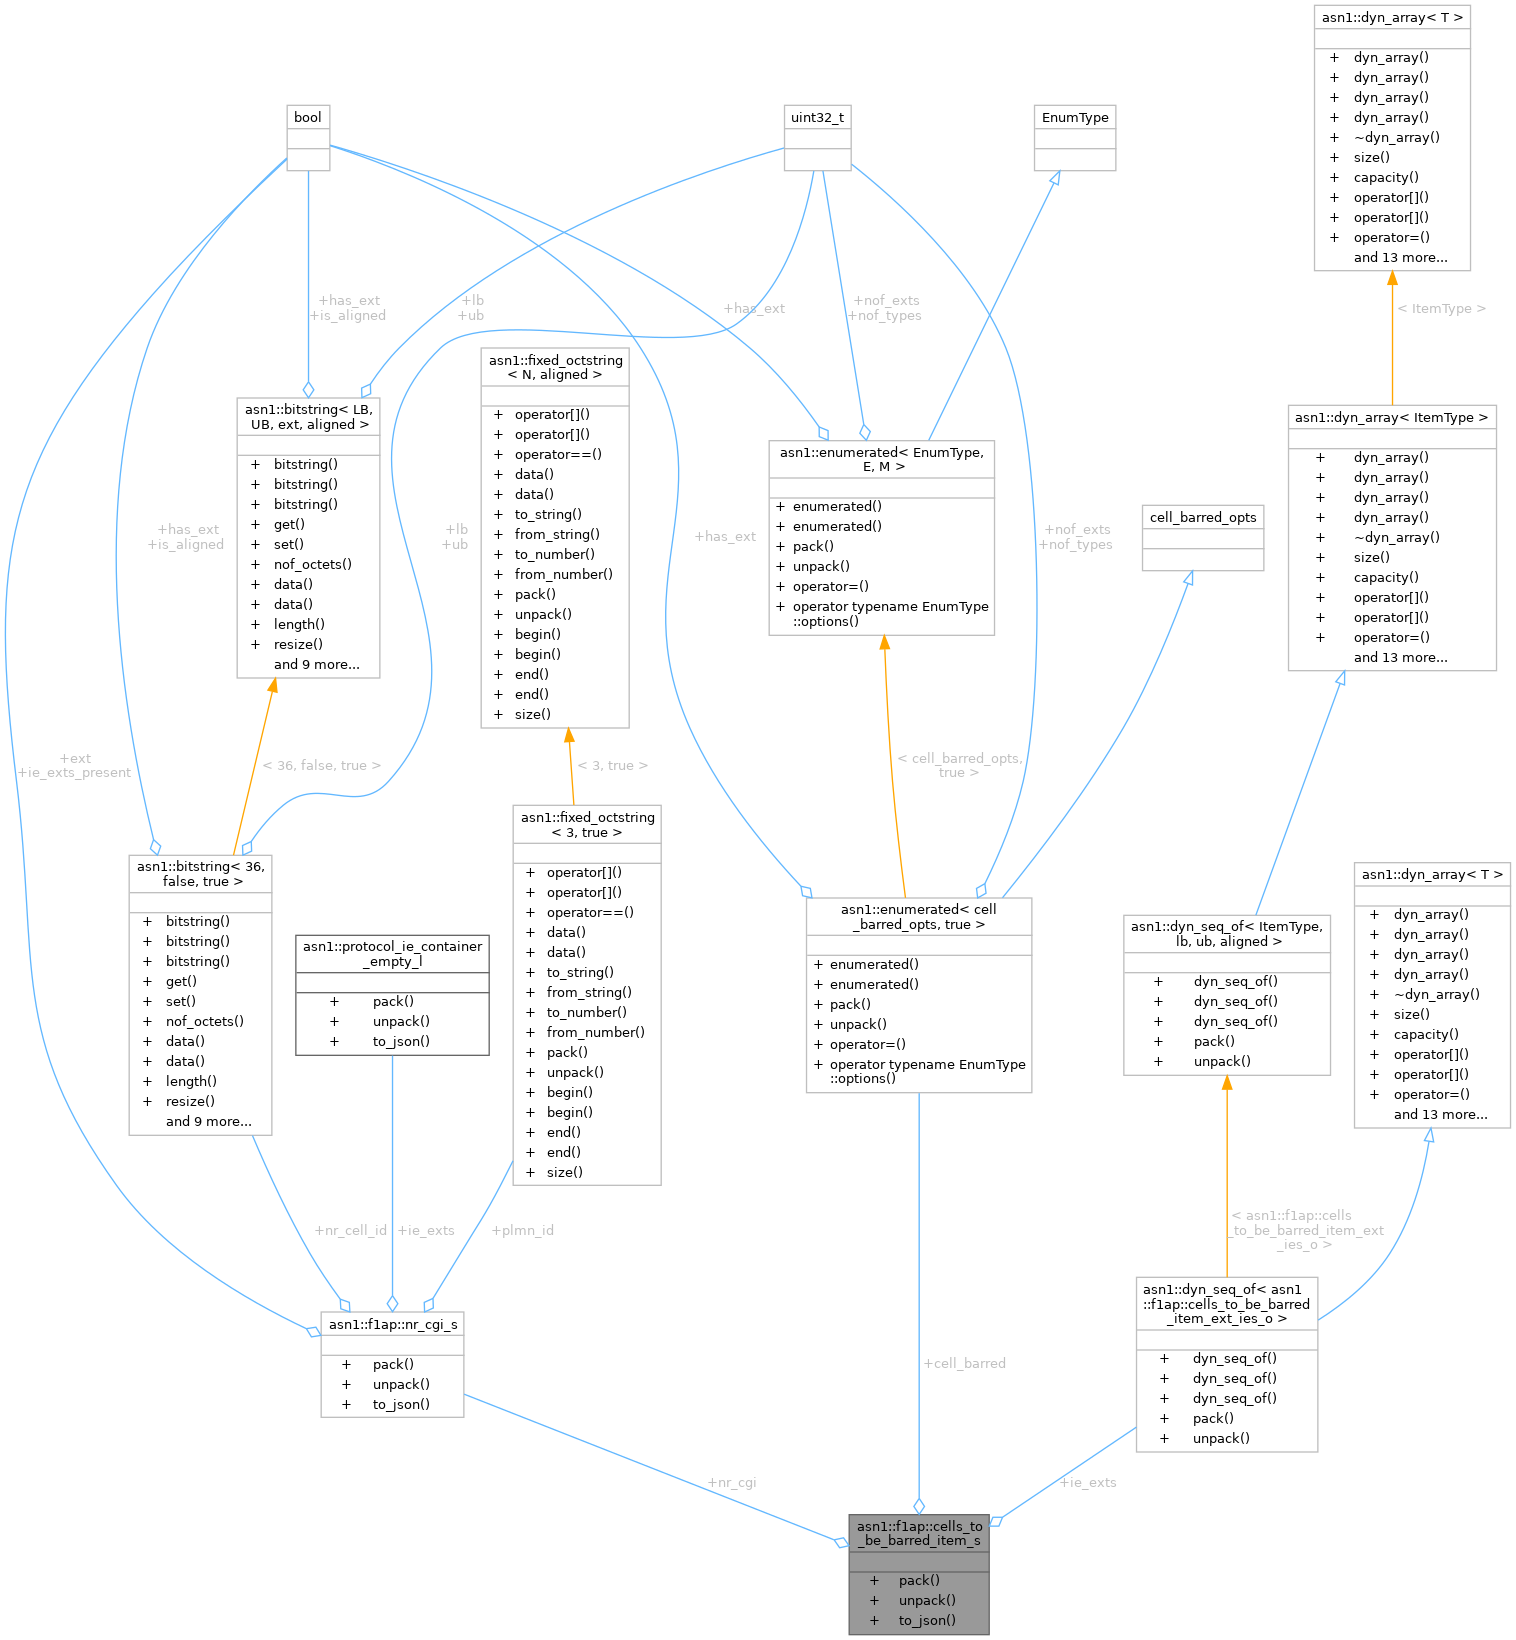 asn1::dyn_array< T >
+ dyn_array()
+ dyn_array()
+ dyn_array()
+ dyn_array()
+ ~dyn_array()
+ size()
+ capacity()
+ operator[]()
+ operator[]()
+ operator=()
and 13 more...
bool
uint32_t
EnumType
+has_ext
+is_aligned
+lb
+ub
+has_ext
+nof_exts
+nof_types
< ItemType >
asn1::bitstring< LB,
UB, ext, aligned >
+ bitstring()
+ bitstring()
+ bitstring()
+ get()
+ set()
+ nof_octets()
+ data()
+ data()
+ length()
+ resize()
and 9 more...
asn1::fixed_octstring
< N, aligned >
+ operator[]()
+ operator[]()
+ operator==()
+ data()
+ data()
+ to_string()
+ from_string()
+ to_number()
+ from_number()
+ pack()
+ unpack()
+ begin()
+ begin()
+ end()
+ end()
+ size()
asn1::enumerated< EnumType,
E, M >
+ enumerated()
+ enumerated()
+ pack()
+ unpack()
+ operator=()
+ operator typename EnumType
::options()
cell_barred_opts
asn1::dyn_array< ItemType >
+ dyn_array()
+ dyn_array()
+ dyn_array()
+ dyn_array()
+ ~dyn_array()
+ size()
+ capacity()
+ operator[]()
+ operator[]()
+ operator=()
and 13 more...
+has_ext
+is_aligned
+lb
+ub
+has_ext
+nof_exts
+nof_types
+ext
+ie_exts_present
< 36, false, true >
< 3, true >
< cell_barred_opts,
true >
asn1::bitstring< 36,
false, true >
+ bitstring()
+ bitstring()
+ bitstring()
+ get()
+ set()
+ nof_octets()
+ data()
+ data()
+ length()
+ resize()
and 9 more...
asn1::protocol_ie_container
_empty_l
+ pack()
+ unpack()
+ to_json()
asn1::fixed_octstring
< 3, true >
+ operator[]()
+ operator[]()
+ operator==()
+ data()
+ data()
+ to_string()
+ from_string()
+ to_number()
+ from_number()
+ pack()
+ unpack()
+ begin()
+ begin()
+ end()
+ end()
+ size()
asn1::enumerated< cell
_barred_opts, true >
+ enumerated()
+ enumerated()
+ pack()
+ unpack()
+ operator=()
+ operator typename EnumType
::options()
asn1::dyn_seq_of< ItemType,
lb, ub, aligned >
+ dyn_seq_of()
+ dyn_seq_of()
+ dyn_seq_of()
+ pack()
+ unpack()
asn1::dyn_array< T >
+ dyn_array()
+ dyn_array()
+ dyn_array()
+ dyn_array()
+ ~dyn_array()
+ size()
+ capacity()
+ operator[]()
+ operator[]()
+ operator=()
and 13 more...
+nr_cell_id
+ie_exts
+plmn_id
< asn1::f1ap::cells
_to_be_barred_item_ext
_ies_o >
asn1::f1ap::nr_cgi_s
+ pack()
+ unpack()
+ to_json()
+cell_barred
asn1::dyn_seq_of< asn1
::f1ap::cells_to_be_barred
_item_ext_ies_o >
+ dyn_seq_of()
+ dyn_seq_of()
+ dyn_seq_of()
+ pack()
+ unpack()
+nr_cgi
+ie_exts
asn1::f1ap::cells_to
_be_barred_item_s
+ pack()
+ unpack()
+ to_json()